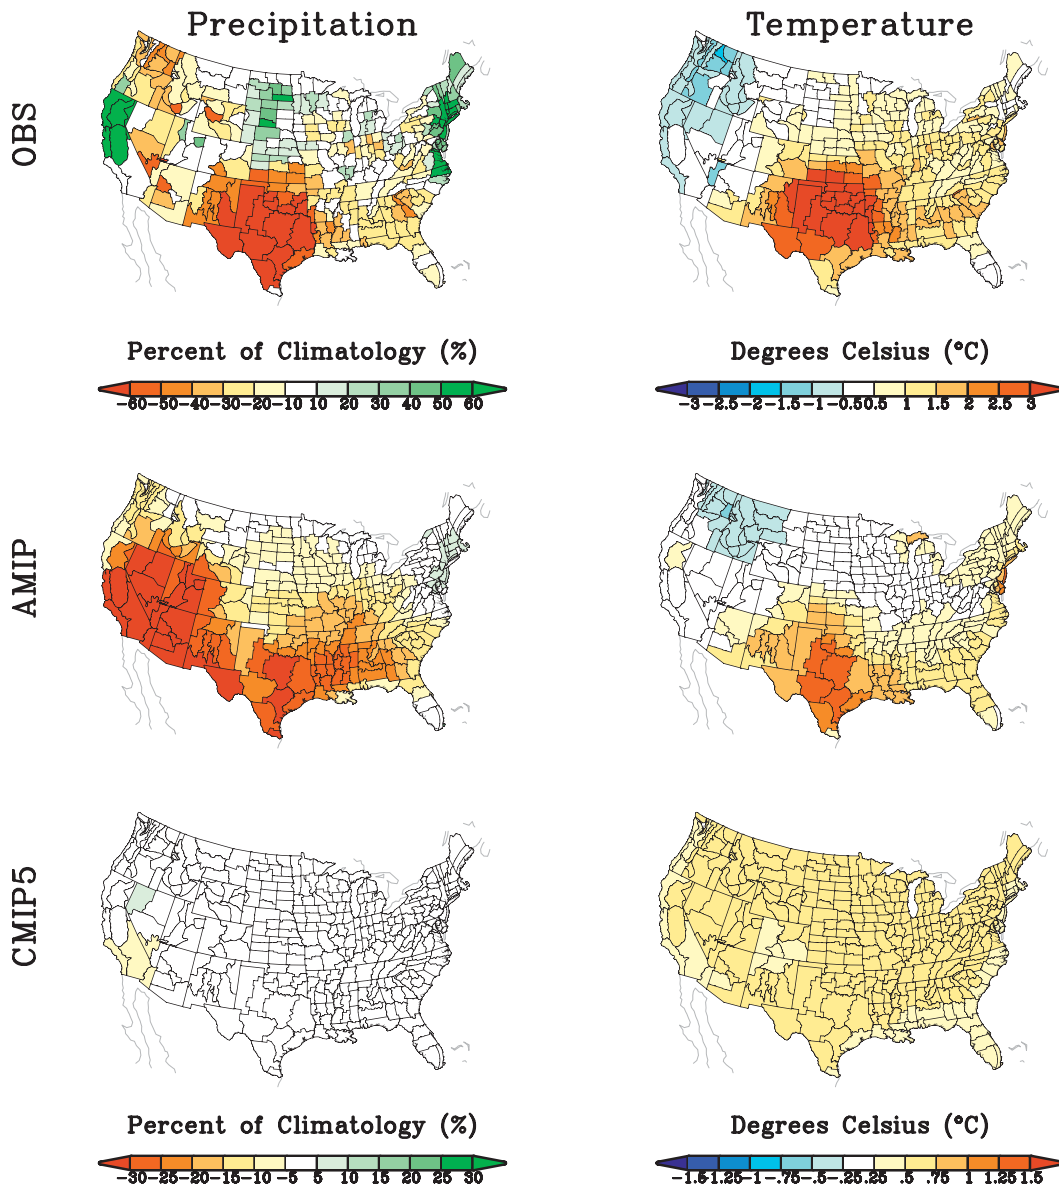 Precipitation
Temperature
OBS
Percent of Climatology (%)
-60 -50 -40 -30 -20 -10 10 20 30 40 50 60
Degrees Celsius (°C)
-3 -2.5 -2 -1.5 -1 -0.5 0.5 1 1.5 2 2.5 3
AMIP
CMIP5
Percent of Climatology (%)
-30 -25 -20 -15 -10 -5 5 10 15 20 25 30
Degrees Celsius (°C)
-1.5 -1.25 -1 -.75 -.5 -.25 .25 .5 .75 1 1.25 1.5